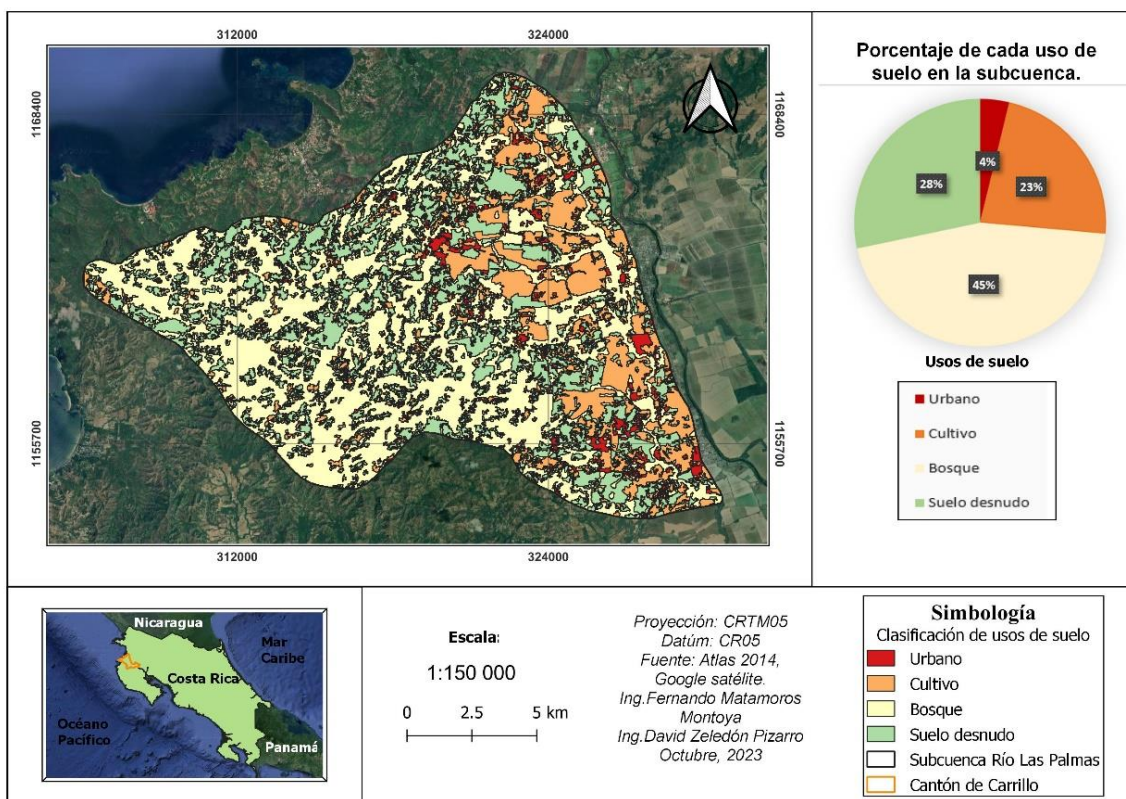 312000
324000
1168400
1168400
1155700
1155700
312000
324000
Porcentaje de cada uso de
suelo en la subcuenca.
4%
23%
28%
45%
Usos de suelo
Urbano
Cultivo
Bosque
Suelo desnudo
Nicaragua
Mar
Caribe
Costa Rica
Océano
Pacífico
Panamá
Escala:
1:150 000
0 2.5 5 km
Proyección: CRTM05
Datúm: CR05
Fuente: Atlas 2014,
Google satélite.
Ing.Fernando Matamoros
Montoya
Ing.David Zeledón Pizarro
Octubre, 2023
Simbología
Clasificación de usos de suelo
Urbano
Cultivo
Bosque
Suelo desnudo
Subcuenca Río Las Palmas
Cantón de Carrillo